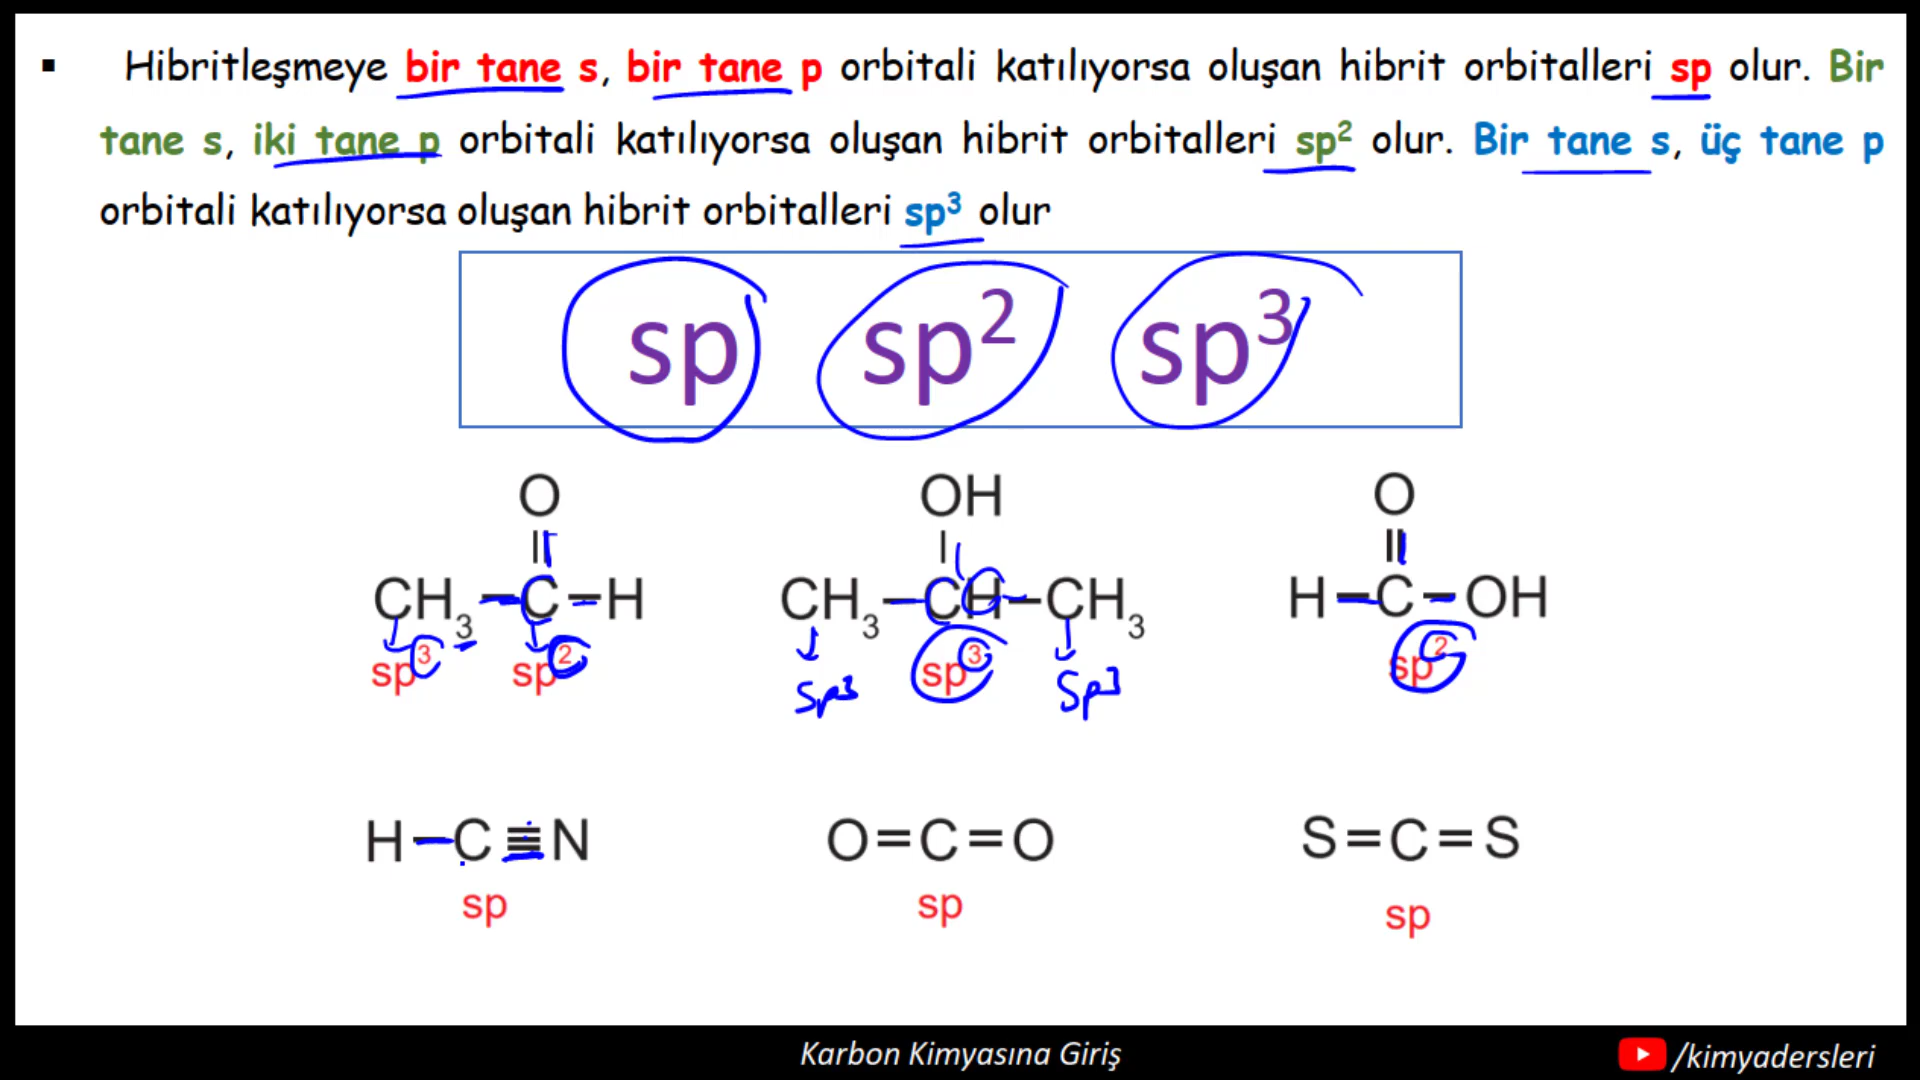 ▪ Hibritleşmeye bir tane s, bir tane p orbitali katılıyorsa oluşan hibrit orbitalleri sp olur. Bir
tane s, iki tane p orbitali katılıyorsa oluşan hibrit orbitalleri sp² olur. Bir tane s, üç tane p
orbitali katılıyorsa oluşan hibrit orbitalleri sp³ olur
sp sp² sp³
O
CH₃–C–H
sp³ sp²
OH
CH₃–CH–CH₃
sp³ sp³ sp³
O
H–C–OH
sp²
H–C≡N
sp
O=C=O
sp
S=C=S
sp
Karbon Kimyasına Giriş
/kimyadersleri